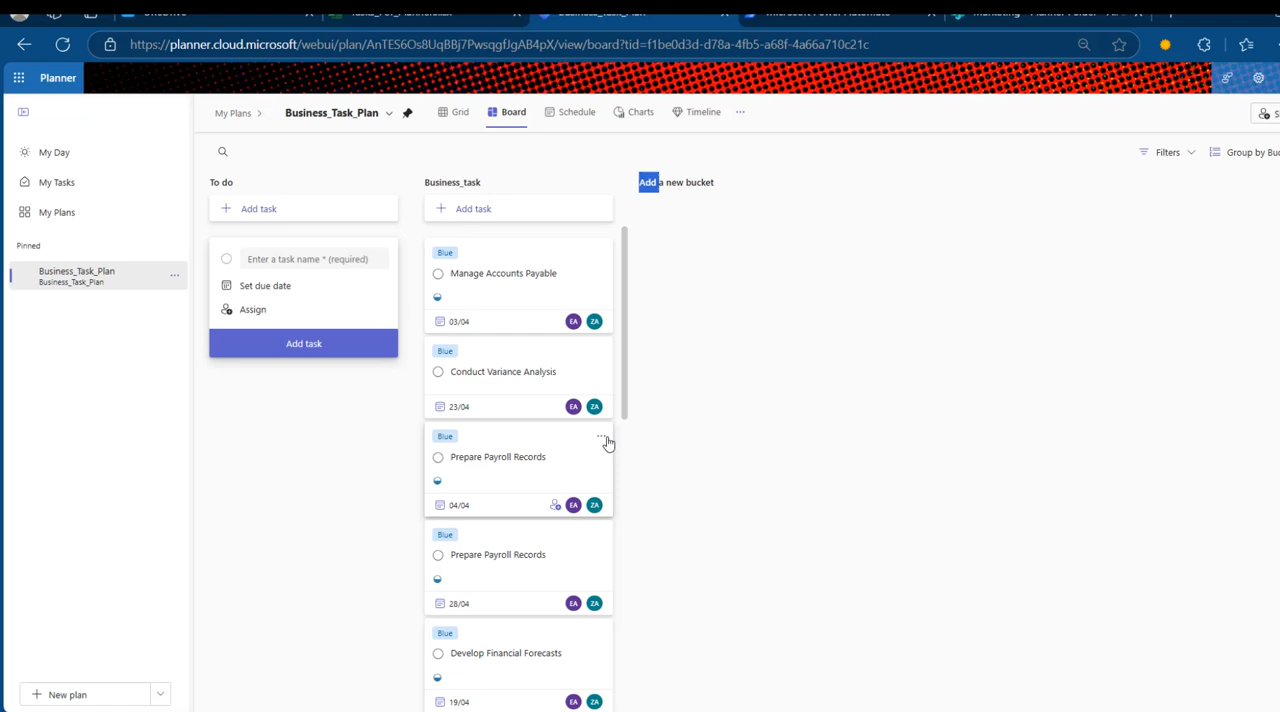 https://planner.cloud.microsoft/webui/plan/AnTES6Os8UqBBj7PwsqgfJgAB4pX/view/board?tid=f1be0d3d-d78a-4fb5-a68f-4a66a710c21c
Planner
My Plans
Business_Task_Plan
Grid
Board
Schedule
Charts
Timeline
My Day
My Tasks
My Plans
Pinned
Business_Task_Plan
Business_Task_Plan
New plan
Filters
Group by
To do
Add task
Enter a task name * (required)
Set due date
Assign
Add task
Business_task
Add task
Blue
Manage Accounts Payable
03/04
EA
ZA
Blue
Conduct Variance Analysis
23/04
EA
ZA
Blue
Prepare Payroll Records
04/04
EA
ZA
Blue
Prepare Payroll Records
28/04
EA
ZA
Blue
Develop Financial Forecasts
19/04
EA
ZA
Add a new bucket